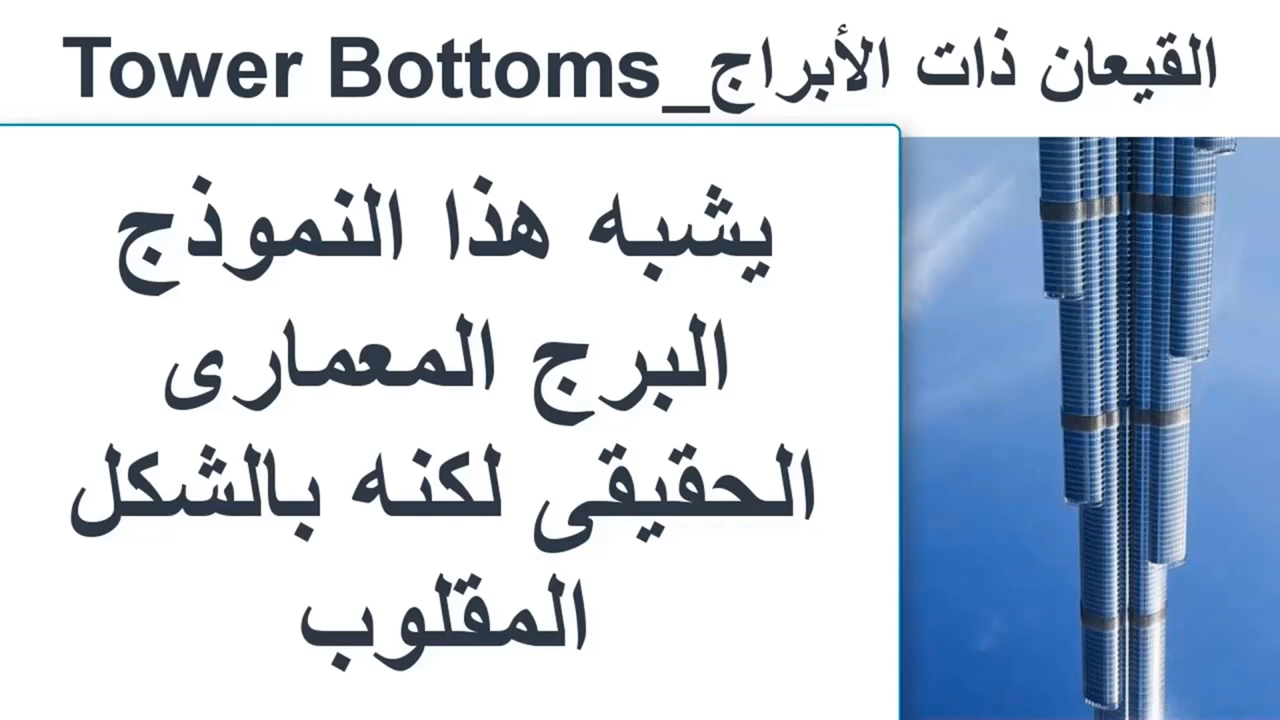 القيعان ذات الأبراج_Tower Bottoms
يشبه هذا النموذج
البرج المعمارى
الحقيقى لكنه بالشكل
المقلوب